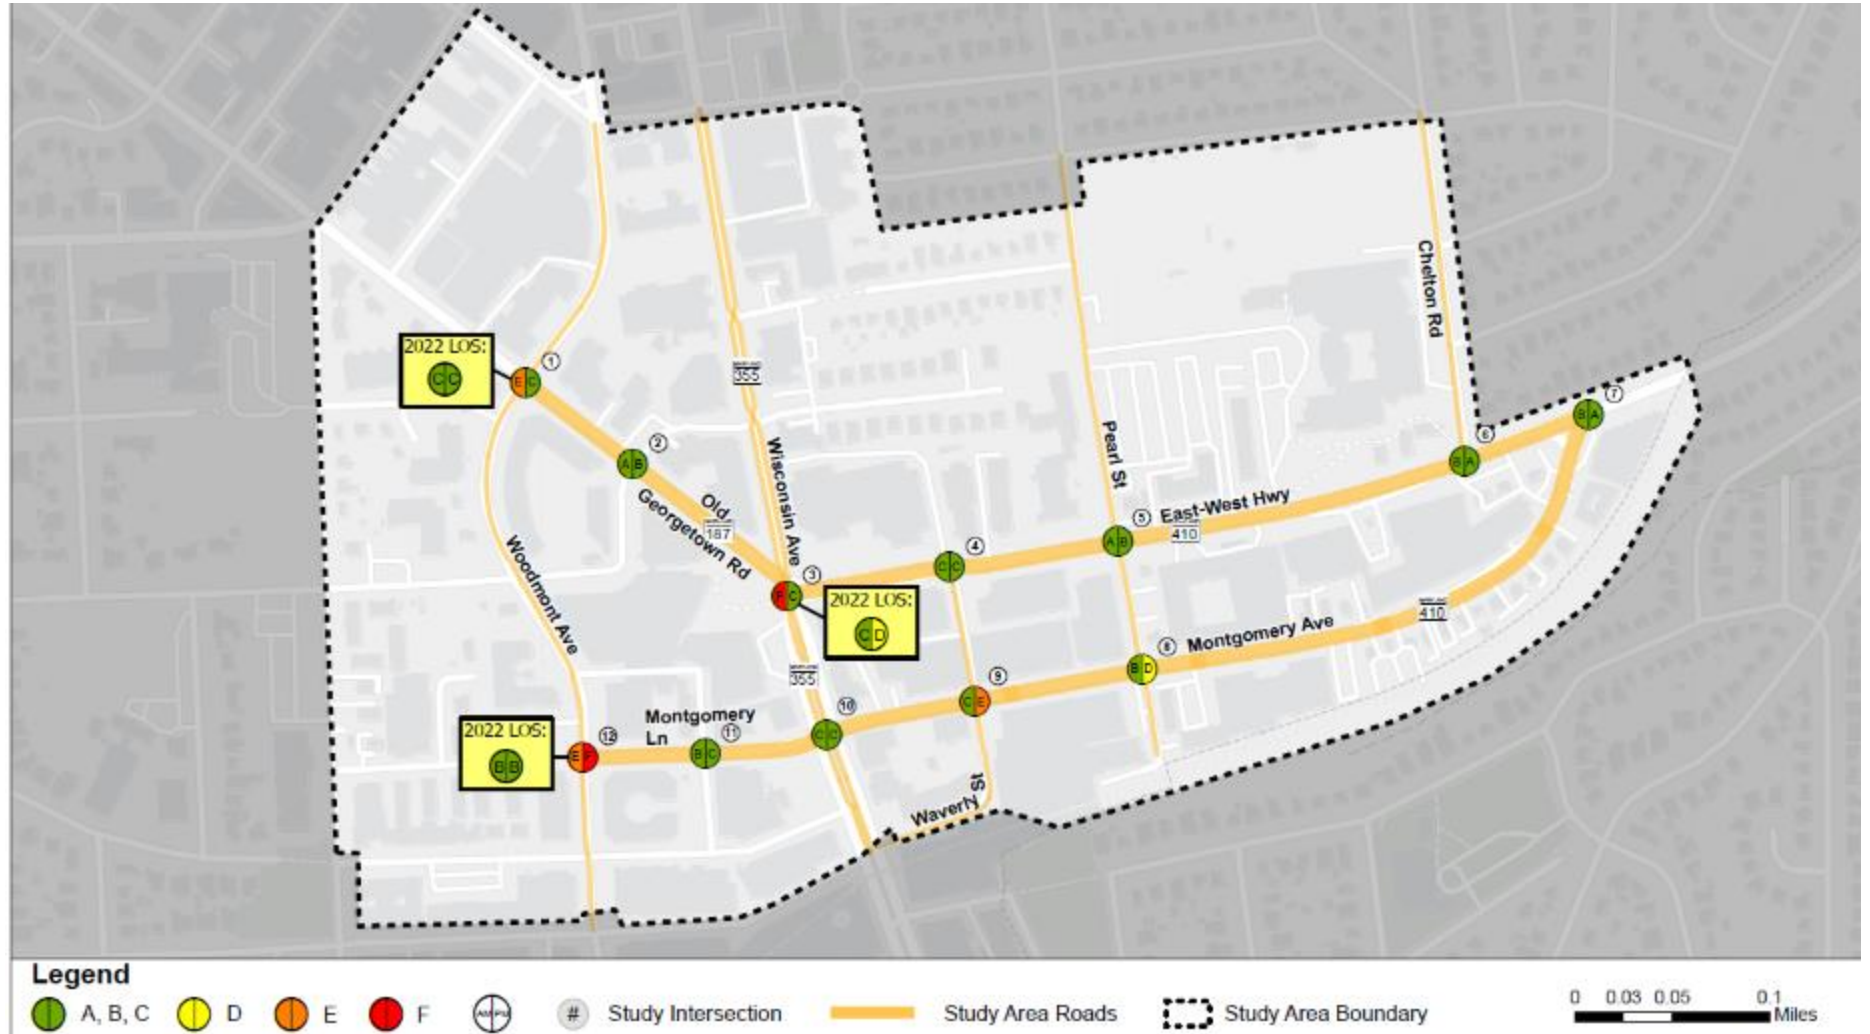 Chelton Rd
2022 LOS:
C C
E C
1
355
7
B A
2
A B
6
B A
Pearl St
Wisconsin Ave
Old
Georgetown Rd
187
5
East-West Hwy
410
A B
4
C C
Woodmont Ave
3
F C
2022 LOS:
C D
410
Montgomery Ave
8
B D
355
9
C E
Montgomery
Ln
10
C C
2022 LOS:
B B
12
E F
11
B C
Waverly St
Legend
A, B, C
D
E
F
AM PM
# Study Intersection
Study Area Roads
Study Area Boundary
0 0.03 0.05 0.1
Miles